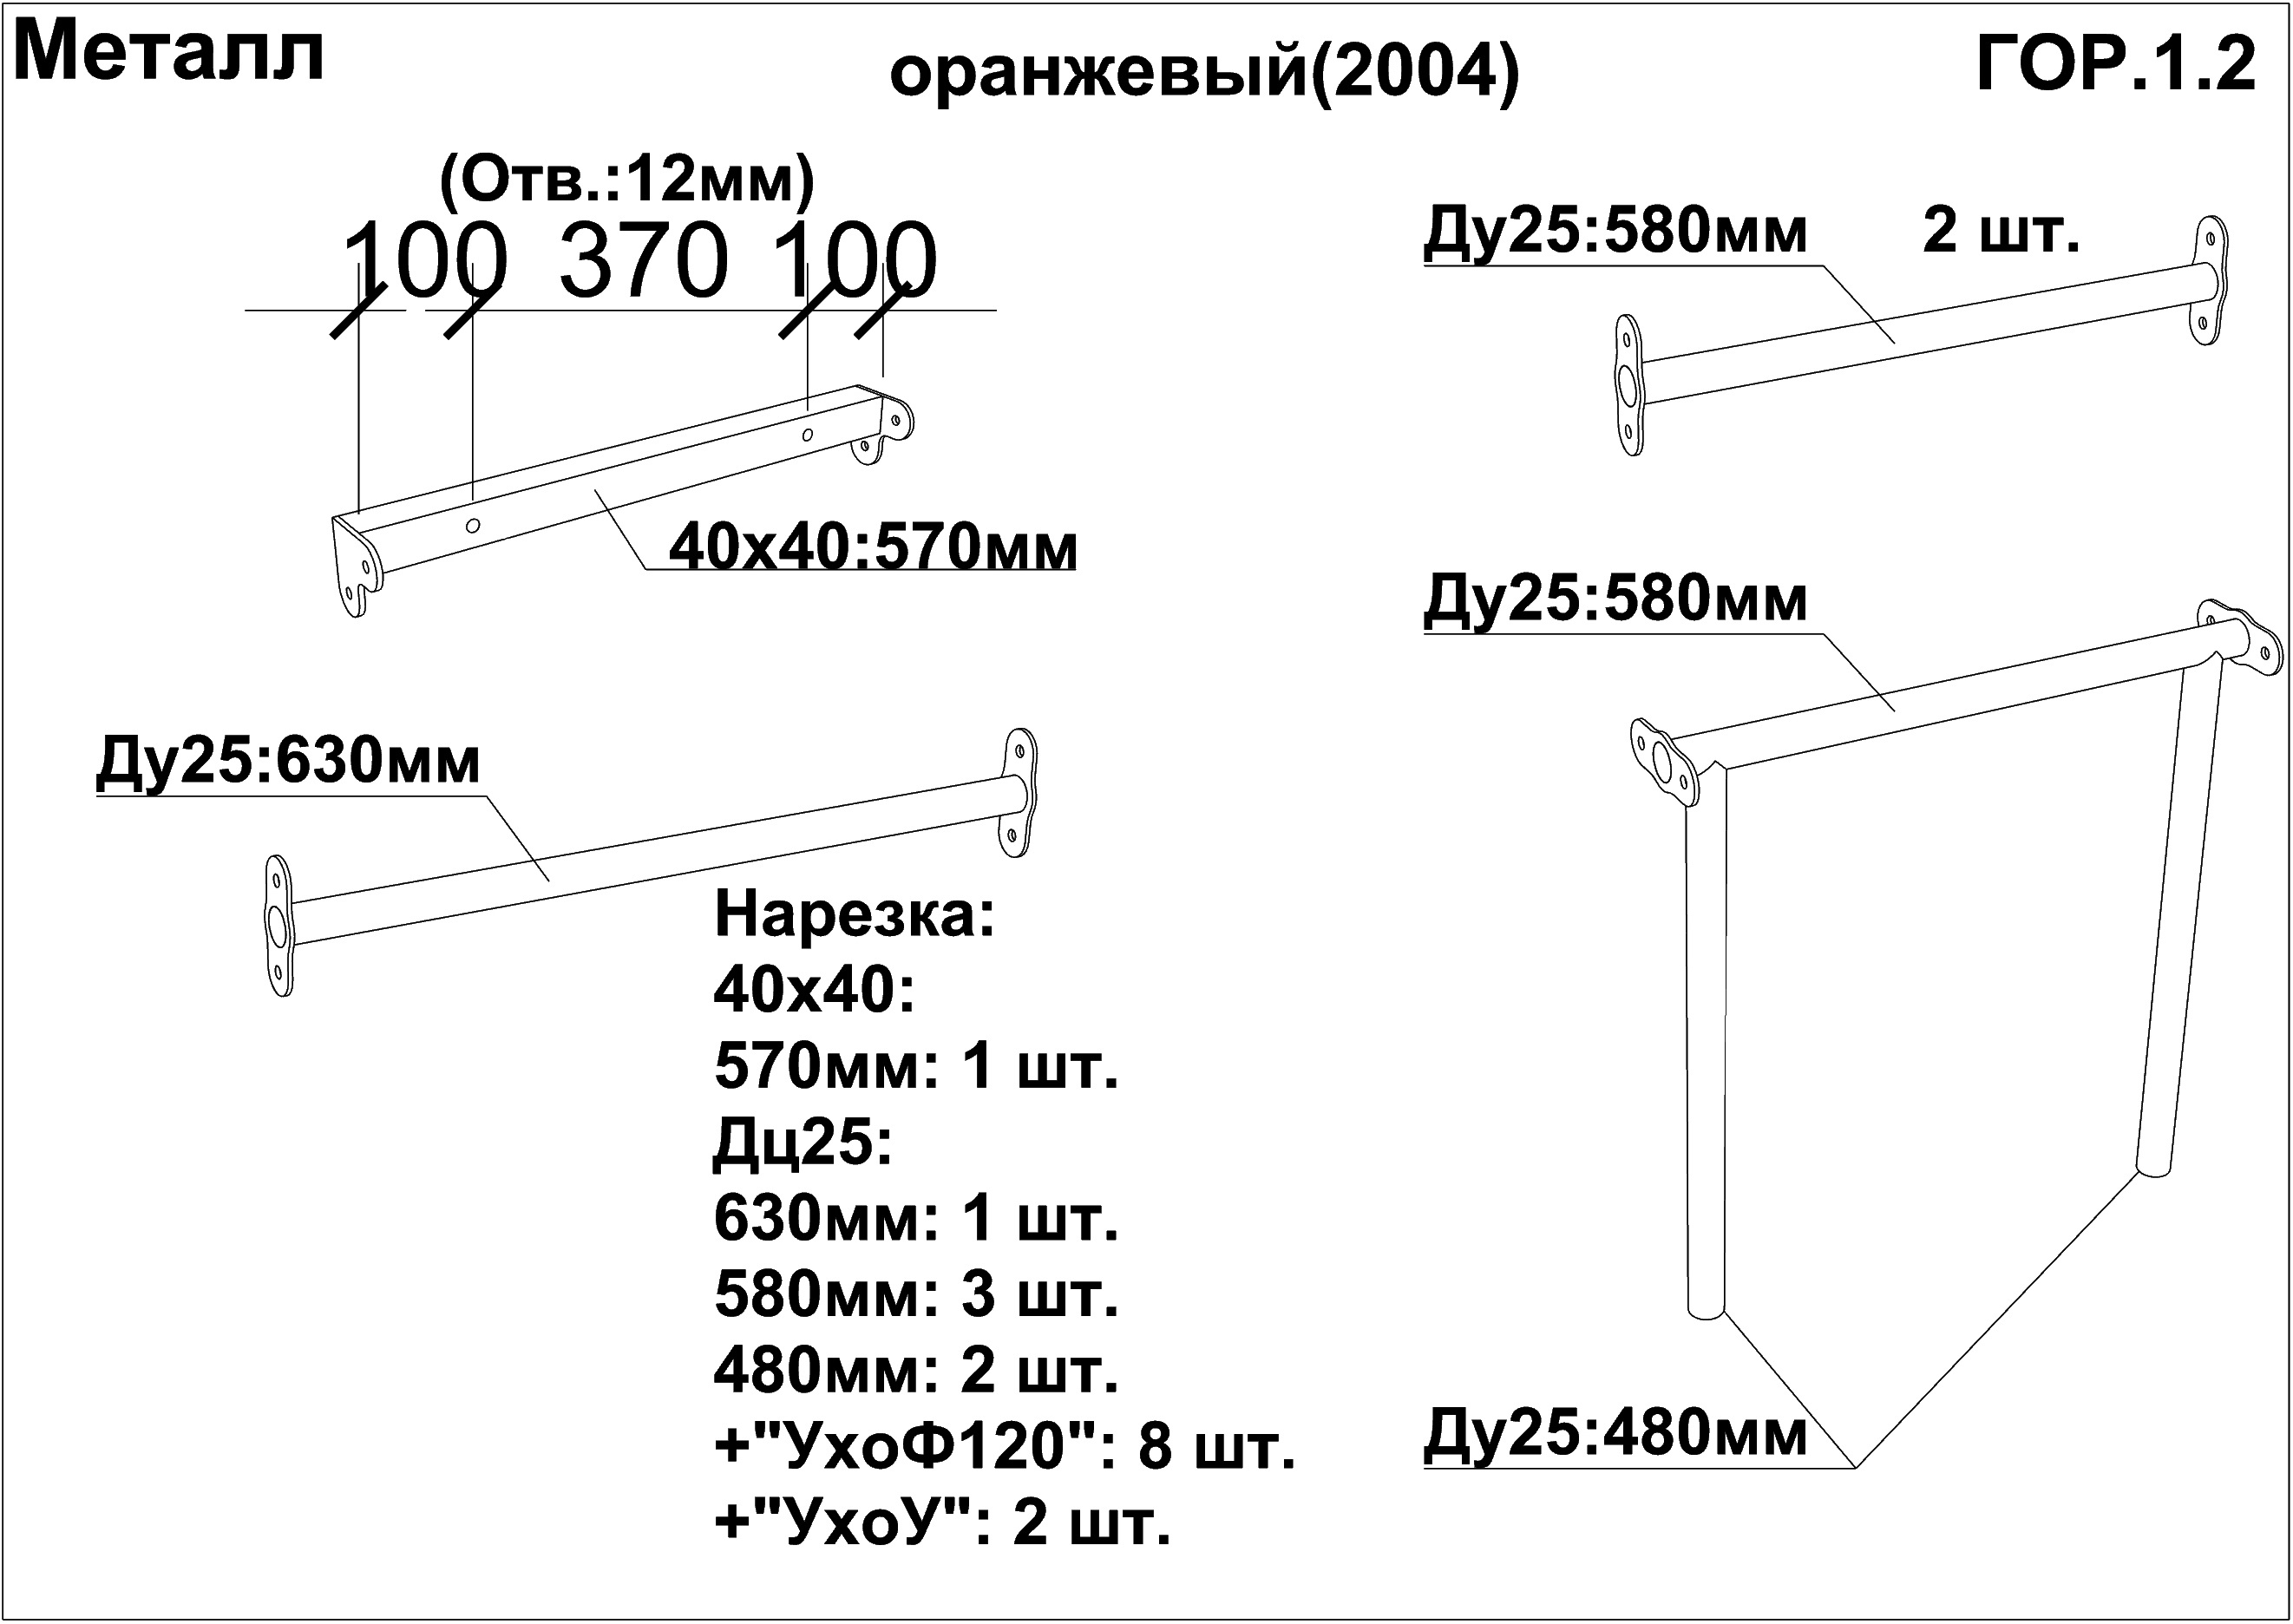 Металл
оранжевый(2004)
ГОР.1.2
(Отв.:12мм)
100 370 100
40х40:570мм
Ду25:580мм 2 шт.
Ду25:580мм
Ду25:630мм
Нарезка:
40х40:
570мм: 1 шт.
Дц25:
630мм: 1 шт.
580мм: 3 шт.
480мм: 2 шт.
+"УхоФ120": 8 шт.
+"УхоУ": 2 шт.
Ду25:480мм